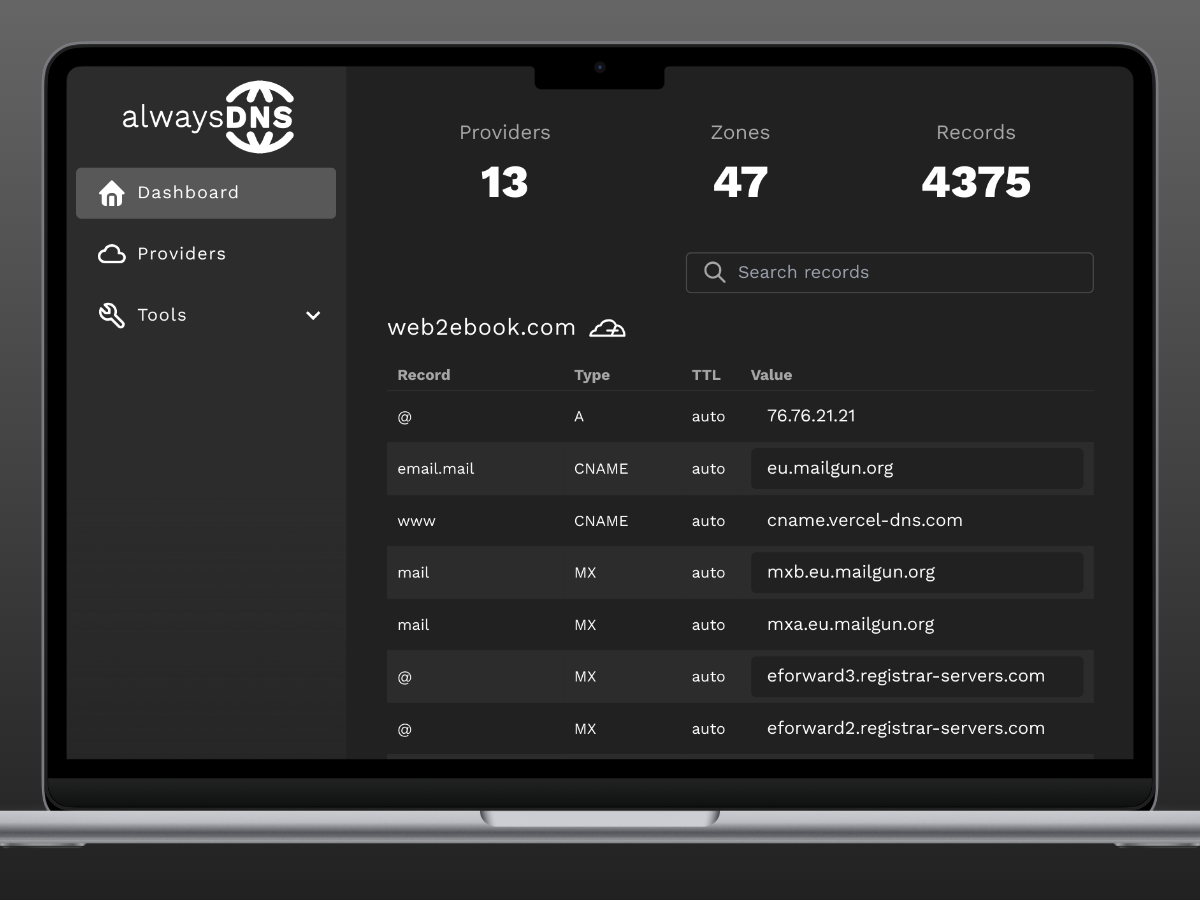 alwaysDNS
Dashboard
Providers
Tools
Providers Zones Records
13 47 4375
Search records
web2ebook.com
Record Type TTL Value
@ A auto 76.76.21.21
email.mail CNAME auto eu.mailgun.org
www CNAME auto cname.vercel-dns.com
mail MX auto mxb.eu.mailgun.org
mail MX auto mxa.eu.mailgun.org
@ MX auto eforward3.registrar-servers.com
@ MX auto eforward2.registrar-servers.com